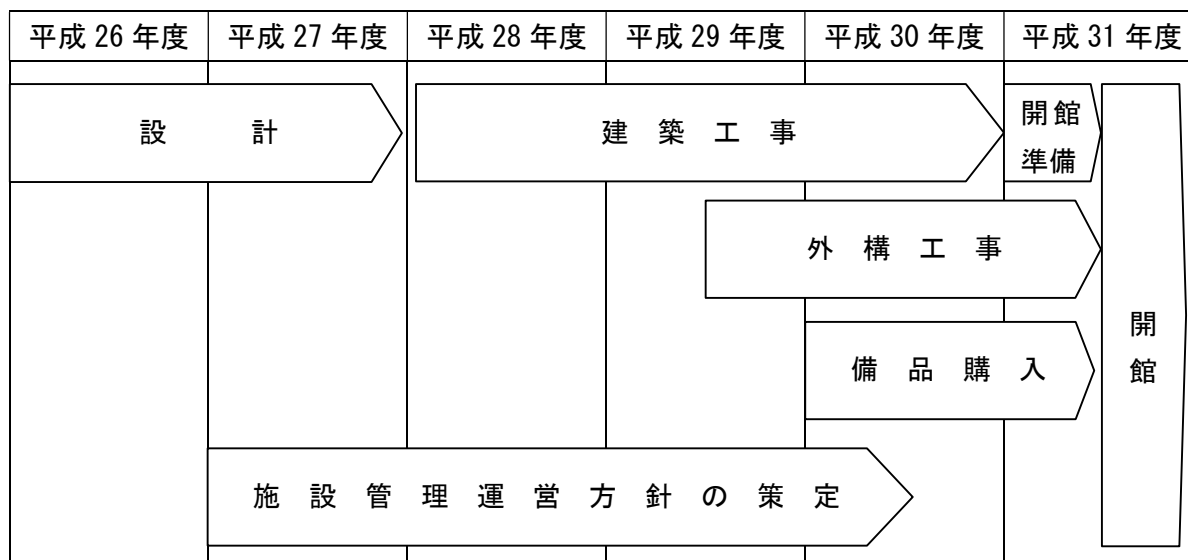 平成 26 年度 平成 27 年度 平成 28 年度 平成 29 年度 平成 30 年度 平成 31 年度
設計
建築工事
開館
準備
外構工事
備品購入
開
館
施設管理運営方針の策定